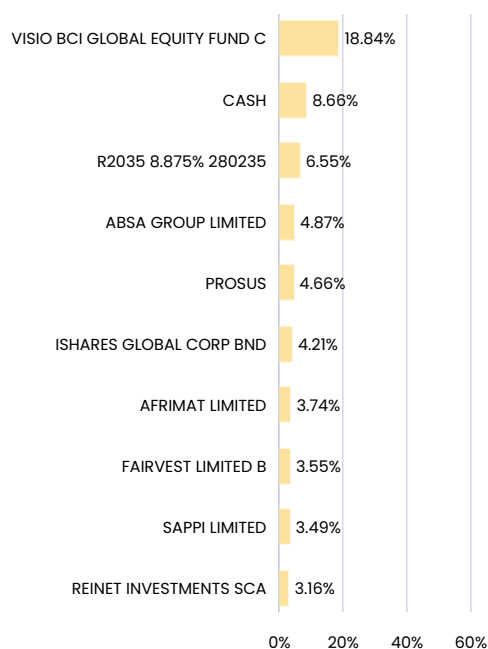 VISIO BCI GLOBAL EQUITY FUND C 18.84%
CASH 8.66%
R2035 8.875% 280235 6.55%
ABSA GROUP LIMITED 4.87%
PROSUS 4.66%
ISHARES GLOBAL CORP BND 4.21%
AFRIMAT LIMITED 3.74%
FAIRVEST LIMITED B 3.55%
SAPPI LIMITED 3.49%
REINET INVESTMENTS SCA 3.16%
0% 20% 40% 60%